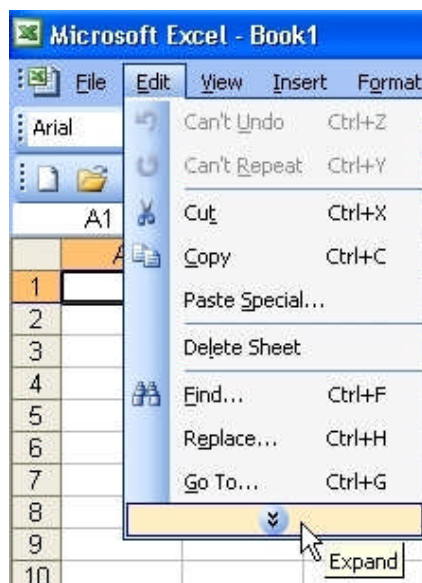 Microsoft Excel - Book1
File Edit View Insert Format
Arial
Can't Undo Ctrl+Z
Can't Repeat Ctrl+Y
A1
Cut Ctrl+X
Copy Ctrl+C
Paste Special...
Delete Sheet
Find... Ctrl+F
Replace... Ctrl+H
Go To... Ctrl+G
Expand
A
1
2
3
4
5
6
7
8
9
10